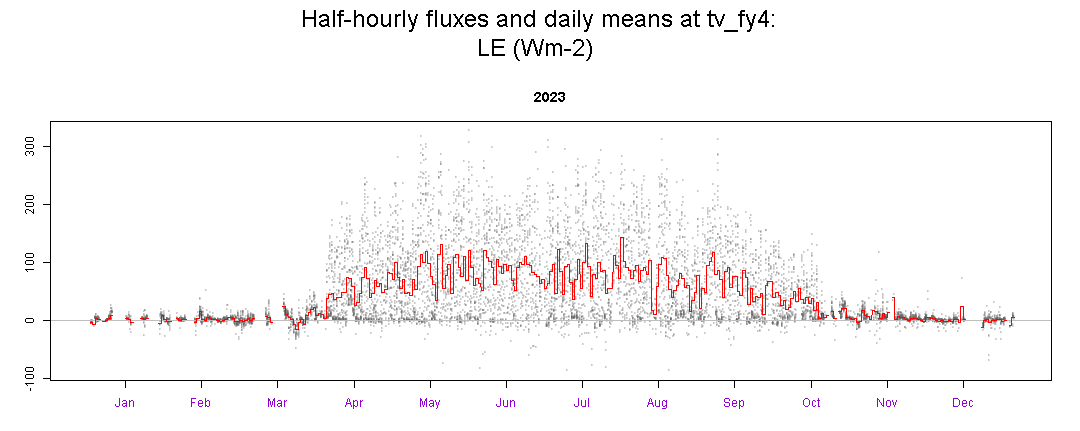 Half-hourly fluxes and daily means at tv_fy4:
LE (Wm-2)
2023
300
200
100
0
-100
Jan Feb Mar Apr May Jun Jul Aug Sep Oct Nov Dec